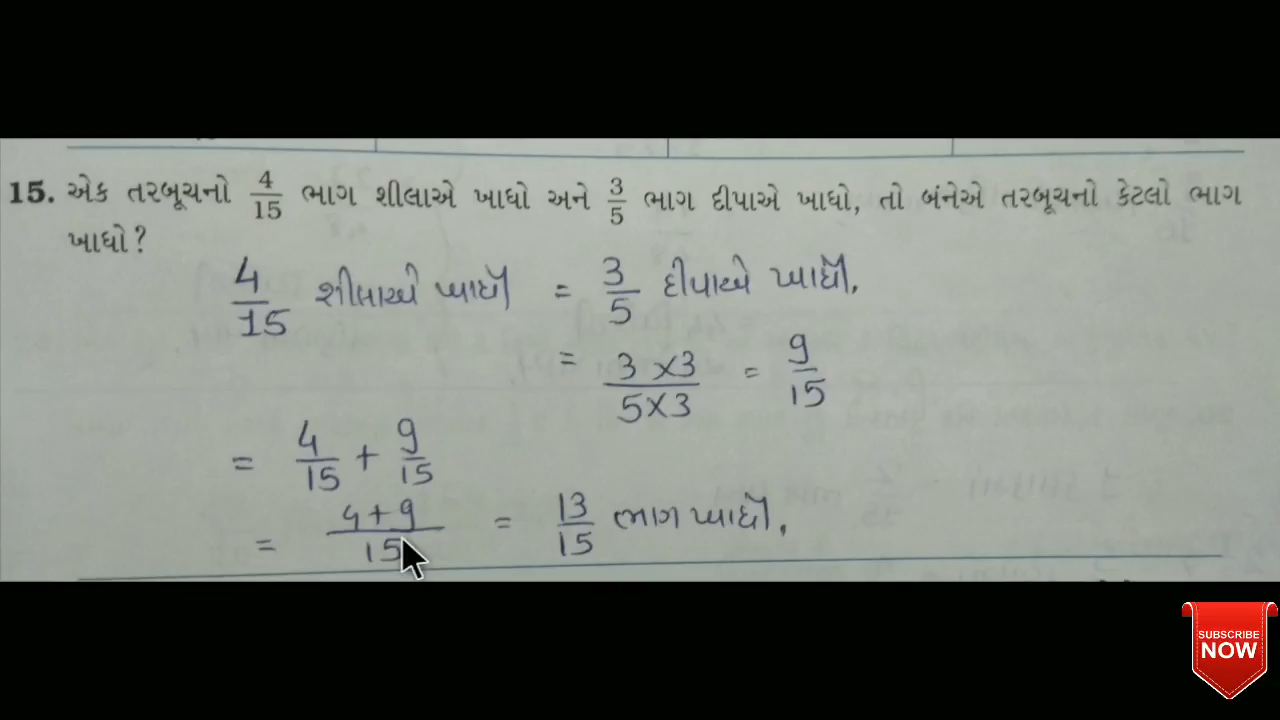 15. એક તરબૂચનો 4/15 ભાગ શીલાએ ખાધો અને 3/5 ભાગ દીપાએ ખાધો, તો બંનેએ તરબૂચનો કેટલો ભાગ
ખાધો?
4/15 શીલાએ ખાધો = 3/5 દીપાએ ખાધો.
= 3 ×3/5×3 = 9/15
= 4/15 + 9/15
= 4+9/15 = 13/15 ભાગ ખાધો.
SUBSCRIBE
NOW